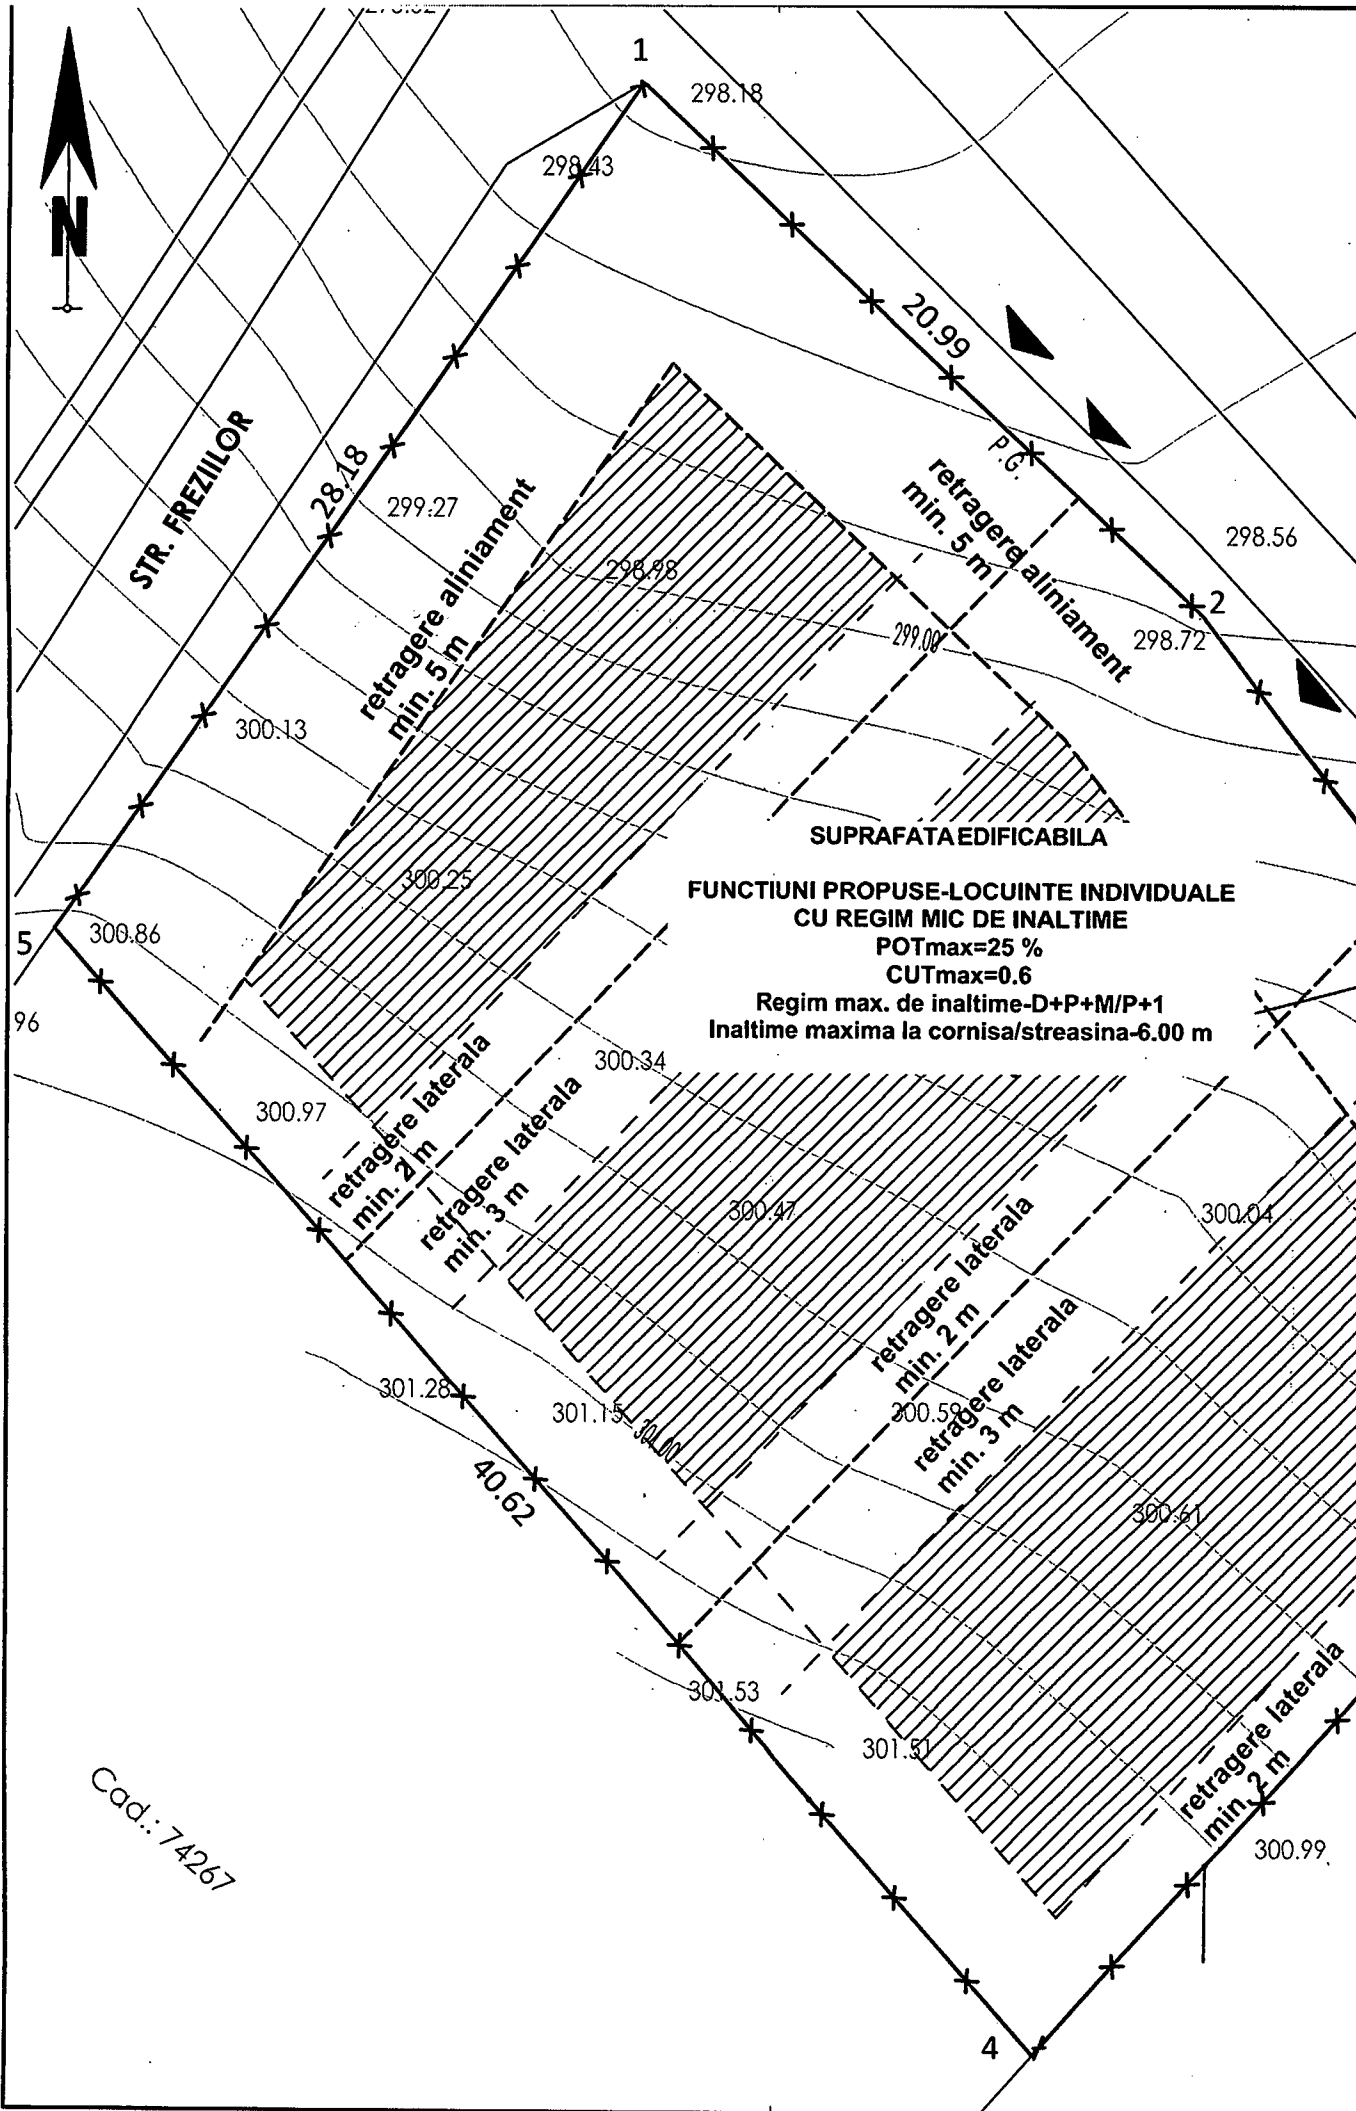 1
298.18
298.43
N
20.99
P.G.
STR. FREZIILOR
28.18
299.27
retragere aliniament
min. 5 m
retragere aliniament
min. 5 m
298.56
298.98
2
299.00
298.72
300.13
SUPRAFATA EDIFICABILA
300.25
FUNCTIUNI PROPUSE-LOCUINTE INDIVIDUALE
CU REGIM MIC DE INALTIME
POTmax=25 %
CUTmax=0.6
Regim max. de inaltime-D+P+M/P+1
Inaltime maxima la cornisa/streasina-6.00 m
5
300.86
96
300.34
300.97
retragere laterala
min. 2 m
retragere laterala
min. 3 m
300.47
300.04
retragere laterala
min. 2 m
retragere laterala
min. 3 m
301.28
301.15
301.00
300.59
40.62
300.61
301.53
301.51
retragere laterala
min. 2 m
Cad.: 74267
300.99
4